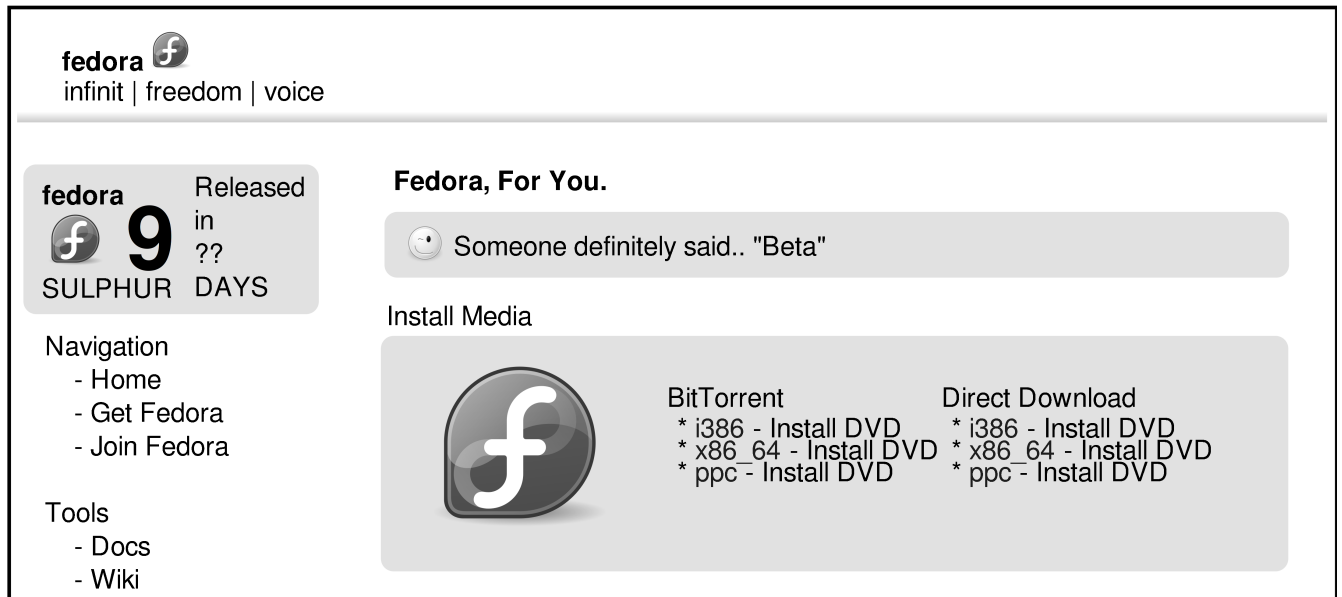 fedora
infinit | freedom | voice
fedora
9
SULPHUR
Released
in
??
DAYS
Navigation
- Home
- Get Fedora
- Join Fedora
Tools
- Docs
- Wiki
Fedora, For You.
Someone definitely said.. "Beta"
Install Media
BitTorrent
* i386 - Install DVD
* x86_64 - Install DVD
* ppc - Install DVD
Direct Download
* i386 - Install DVD
* x86_64 - Install DVD
* ppc - Install DVD